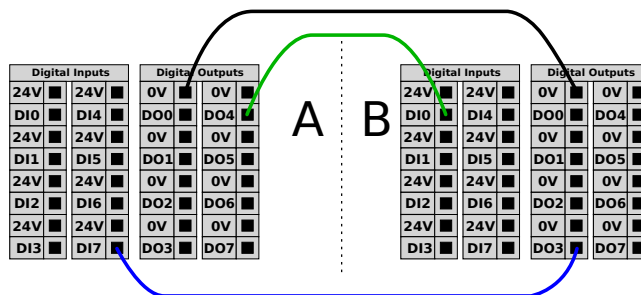 Digital Inputs Digital Outputs Digital Inputs Digital Outputs
24V 24V 0V 0V 24V 24V 0V 0V
DI0 DI4 DO0 DO4 A B DI0 DI4 DO0 DO4
24V 24V 0V 0V 24V 24V 0V 0V
DI1 DI5 DO1 DO5 DI1 DI5 DO1 DO5
24V 24V 0V 0V 24V 24V 0V 0V
DI2 DI6 DO2 DO6 DI2 DI6 DO2 DO6
24V 24V 0V 0V 24V 24V 0V 0V
DI3 DI7 DO3 DO7 DI3 DI7 DO3 DO7